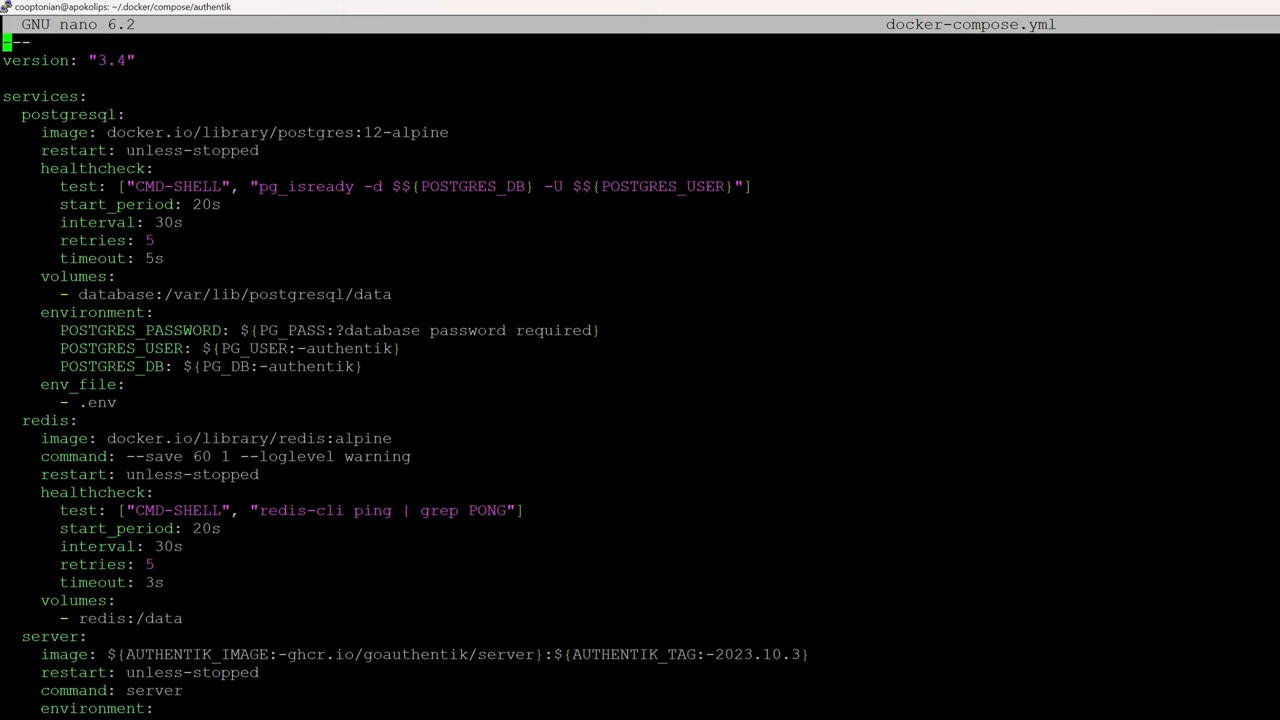 cooptonian@apokolips: ~/.docker/compose/authentik
GNU nano 6.2 docker-compose.yml
---
version: "3.4"
services:
  postgresql:
    image: docker.io/library/postgres:12-alpine
    restart: unless-stopped
    healthcheck:
      test: ["CMD-SHELL", "pg_isready -d $${POSTGRES_DB} -U $${POSTGRES_USER}"]
      start_period: 20s
      interval: 30s
      retries: 5
      timeout: 5s
    volumes:
      - database:/var/lib/postgresql/data
    environment:
      POSTGRES_PASSWORD: ${PG_PASS:?database password required}
      POSTGRES_USER: ${PG_USER:-authentik}
      POSTGRES_DB: ${PG_DB:-authentik}
    env_file:
      - .env
  redis:
    image: docker.io/library/redis:alpine
    command: --save 60 1 --loglevel warning
    restart: unless-stopped
    healthcheck:
      test: ["CMD-SHELL", "redis-cli ping | grep PONG"]
      start_period: 20s
      interval: 30s
      retries: 5
      timeout: 3s
    volumes:
      - redis:/data
  server:
    image: ${AUTHENTIK_IMAGE:-ghcr.io/goauthentik/server}:${AUTHENTIK_TAG:-2023.10.3}
    restart: unless-stopped
    command: server
    environment: